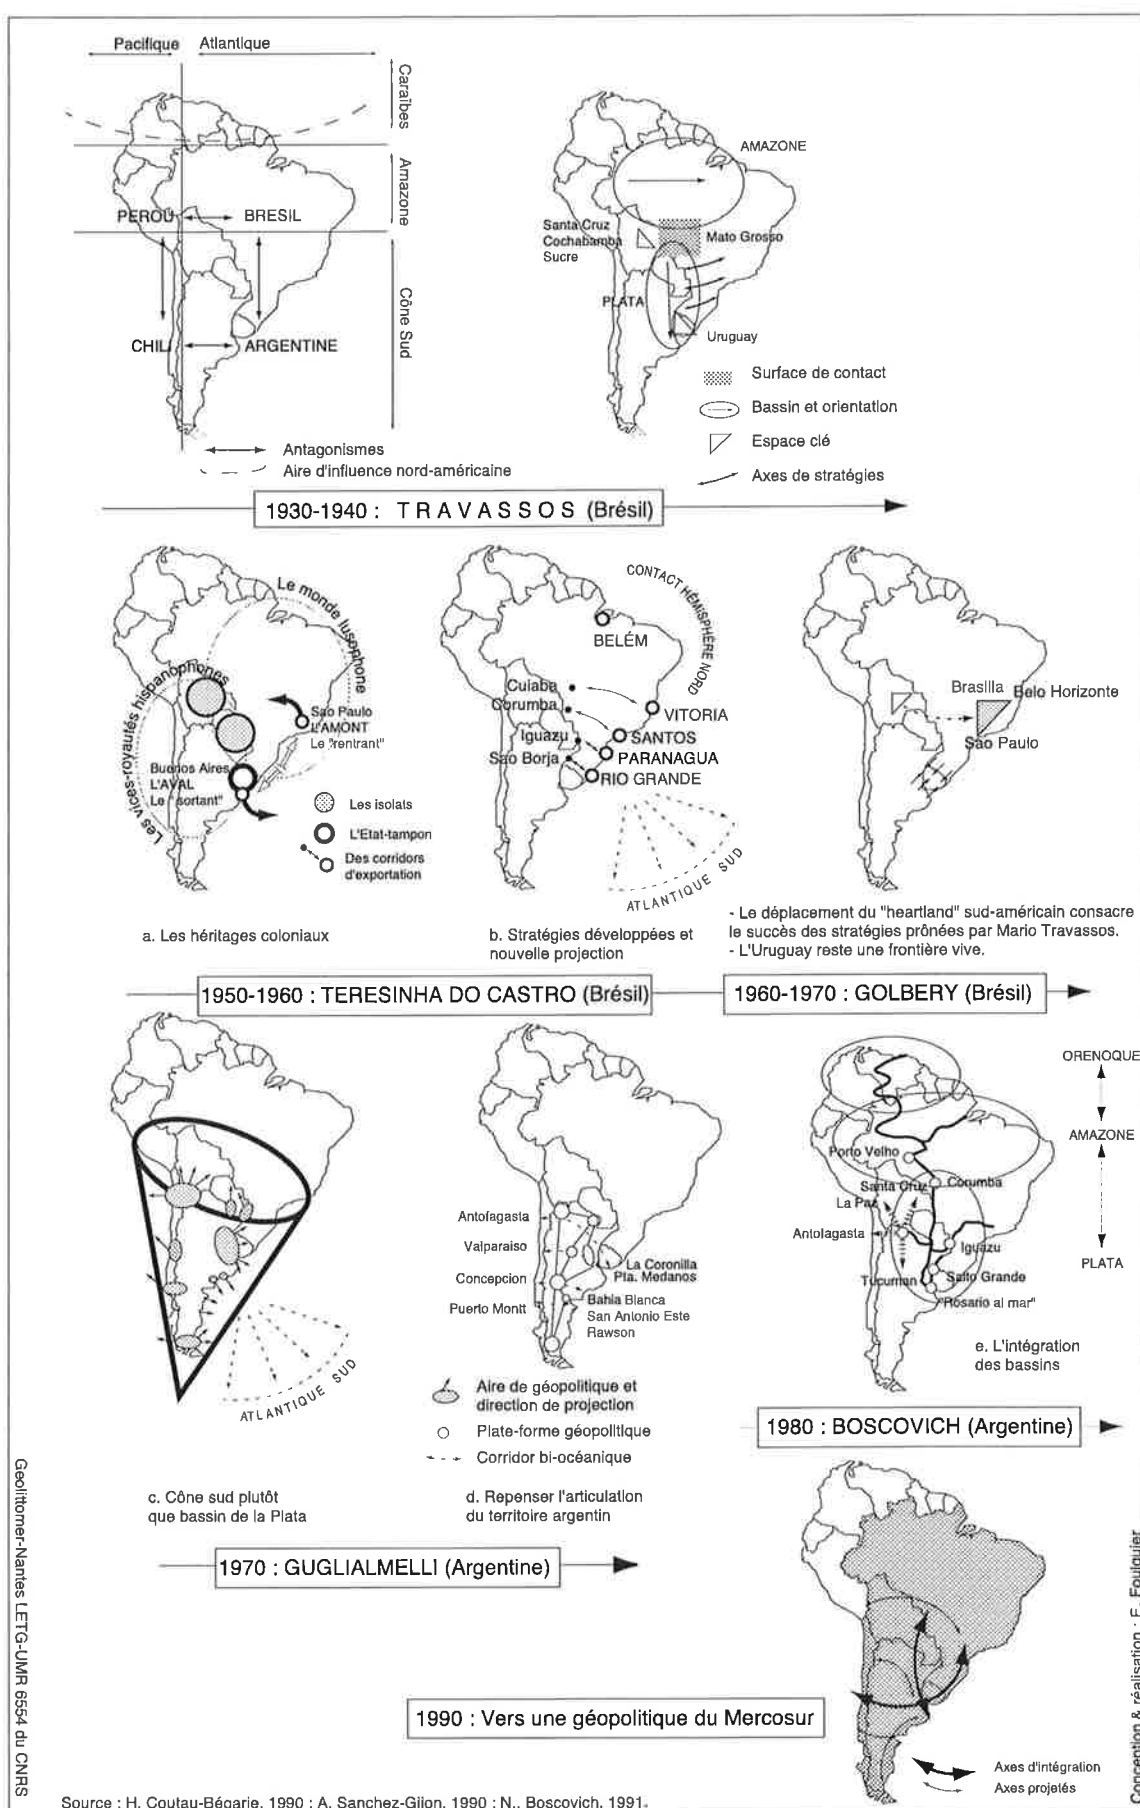 Pacifique
Atlantique
Caraïbes
Amazone
Cône Sud
PEROU
BRESIL
CHILI
ARGENTINE
Antagonismes
Aire d'influence nord-américaine
AMAZONE
Santa Cruz
Cochabamba
Sucre
Mato Grosso
PLATA
Uruguay
Surface de contact
Bassin et orientation
Espace clé
Axes de stratégies
1930-1940 : TRAVASSOS (Brésil)
Le monde lusophone
Les vices-royautés hispanophones
Sao Paulo
L'AMONT
Le "rentrant"
Buenos Aires
L'AVAL
Le "sortant"
Les isolats
L'Etat-tampon
Des corridors
d'exportation
a. Les héritages coloniaux
CONTACT HÉMISPHÈRE NORD
BELÉM
Cuiaba
Corumba
VITORIA
Iguazu
SANTOS
Sao Borja
PARANAGUA
RIO GRANDE
ATLANTIQUE SUD
b. Stratégies développées et
nouvelle projection
Brasilia
Belo Horizonte
São Paulo
- Le déplacement du "heartland" sud-américain consacre
le succès des stratégies prônées par Mario Travassos.
- L'Uruguay reste une frontière vive.
1950-1960 : TERESINHA DO CASTRO (Brésil)
1960-1970 : GOLBERY (Brésil)
ATLANTIQUE SUD
c. Cône sud plutôt
que bassin de la Plata
Antofagasta
Valparaiso
Concepcion
Puerto Montt
La Coronilla
Pta. Medanos
Bahia Blanca
San Antonio Este
Rawson
Aire de géopolitique et
direction de projection
Plate-forme géopolitique
Corridor bi-océanique
d. Repenser l'articulation
du territoire argentin
ORENOQUE
AMAZONE
PLATA
Porto Velho
Santa Cruz
Corumba
La Paz
Antofagasta
Iguazu
Tucuman
Salto Grande
"Rosario al mar"
e. L'intégration
des bassins
1980 : BOSCOVICH (Argentine)
1970 : GUGLIALMELLI (Argentine)
1990 : Vers une géopolitique du Mercosur
Axes d'intégration
Axes projetés
Geolittomer-Nantes LETG-UMR 6554 du CNRS
Conception & réalisation : F. Foulquier
Source : H. Coutau-Bégarie, 1990 ; A. Sanchez-Gijon, 1990 ; N., Boscovich, 1991.